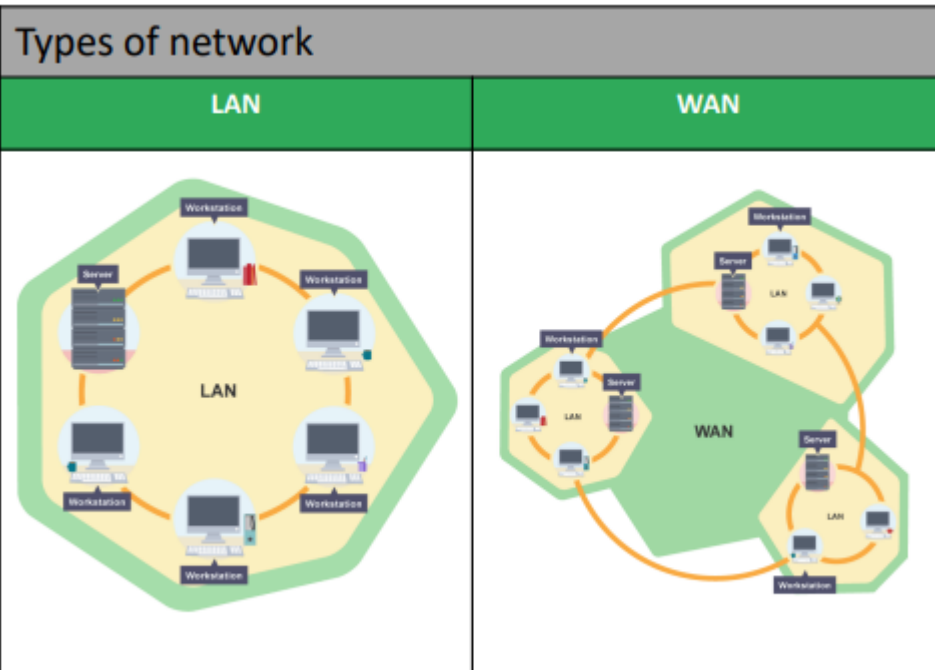 Types of network
LAN
WAN
Workstation
Server
Workstation
LAN
Workstation
Workstation
Workstation
Workstation
Server
LAN
Workstation
Server
LAN
WAN
Server
LAN
Workstation